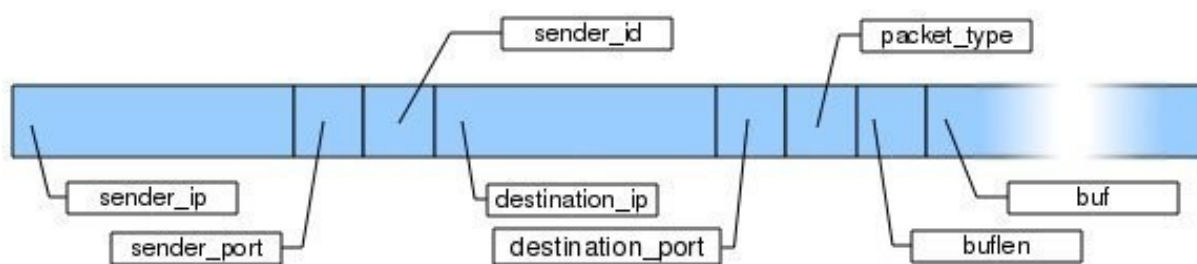 sender_id
packet_type
sender_ip
destination_ip
buf
sender_port
destination_port
buflen